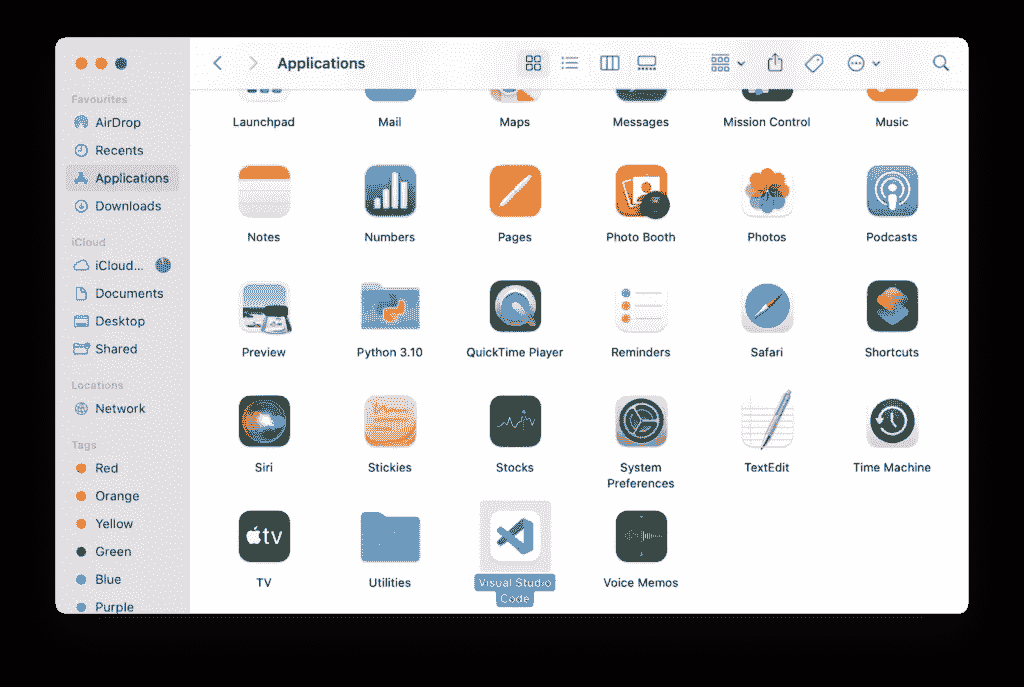 Applications
Favourites
AirDrop
Recents
Applications
Downloads
iCloud
iCloud...
Documents
Desktop
Shared
Locations
Network
Tags
Red
Orange
Yellow
Green
Blue
Purple
Launchpad
Mail
Maps
Messages
Mission Control
Music
Notes
Numbers
Pages
Photo Booth
Photos
Podcasts
Preview
Python 3.10
QuickTime Player
Reminders
Safari
Shortcuts
Siri
Stickies
Stocks
System
Preferences
TextEdit
Time Machine
tv
TV
Utilities
Visual Studio
Code
Voice Memos